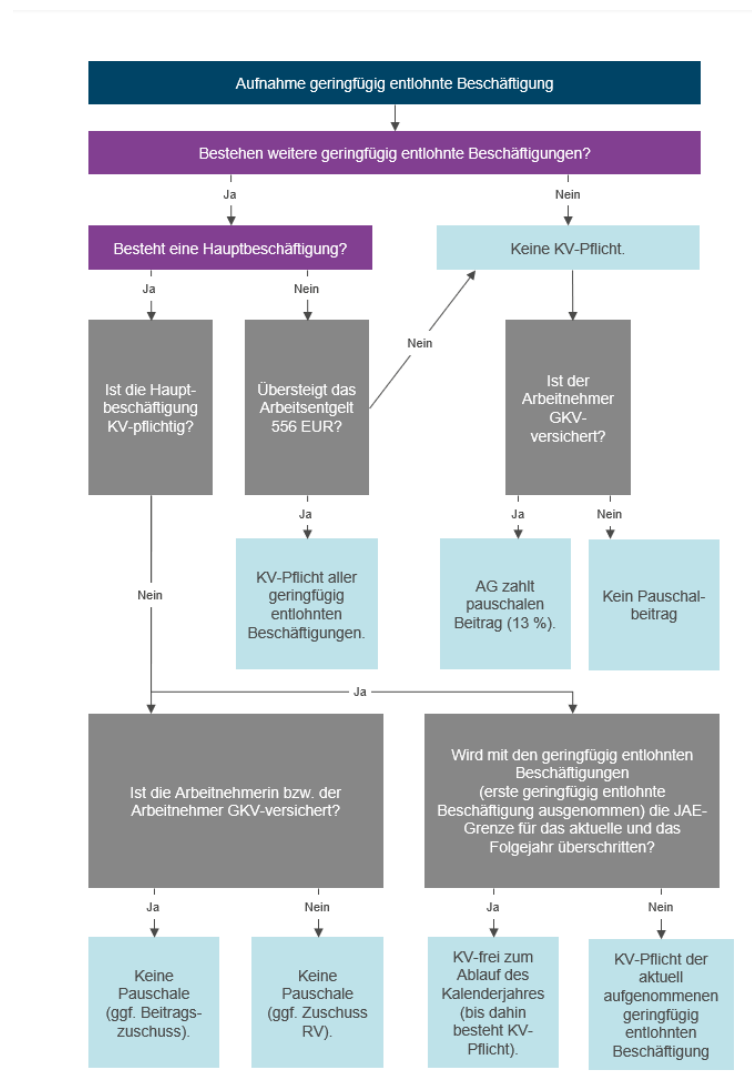 Aufnahme geringfügig entlohnte Beschäftigung
Bestehen weitere geringfügig entlohnte Beschäftigungen?
Ja
Nein
Besteht eine Hauptbeschäftigung?
Keine KV-Pflicht.
Ja
Nein
Nein
Ist die Haupt-
beschäftigung
KV-pflichtig?
Übersteigt das
Arbeitsentgelt
556 EUR?
Ist der
Arbeitnehmer
GKV-
versichert?
Ja
Ja
Nein
KV-Pflicht aller
geringfügig
entlohnten
Beschäftigungen.
AG zahlt
pauschalen
Beitrag (13 %).
Kein Pauschal-
beitrag
Nein
Ja
Ist die Arbeitnehmerin bzw. der
Arbeitnehmer GKV-versichert?
Wird mit den geringfügig entlohnten
Beschäftigungen
(erste geringfügig entlohnte
Beschäftigung ausgenommen) die JAE-
Grenze für das aktuelle und das
Folgejahr überschritten?
Ja
Nein
Ja
Nein
Keine
Pauschale
(ggf. Beitrags-
zuschuss).
Keine
Pauschale
(ggf. Zuschuss
RV).
KV-frei zum
Ablauf des
Kalenderjahres
(bis dahin
besteht KV-
Pflicht).
KV-Pflicht der
aktuell
aufgenommenen
geringfügig
entlohnten
Beschäftigung